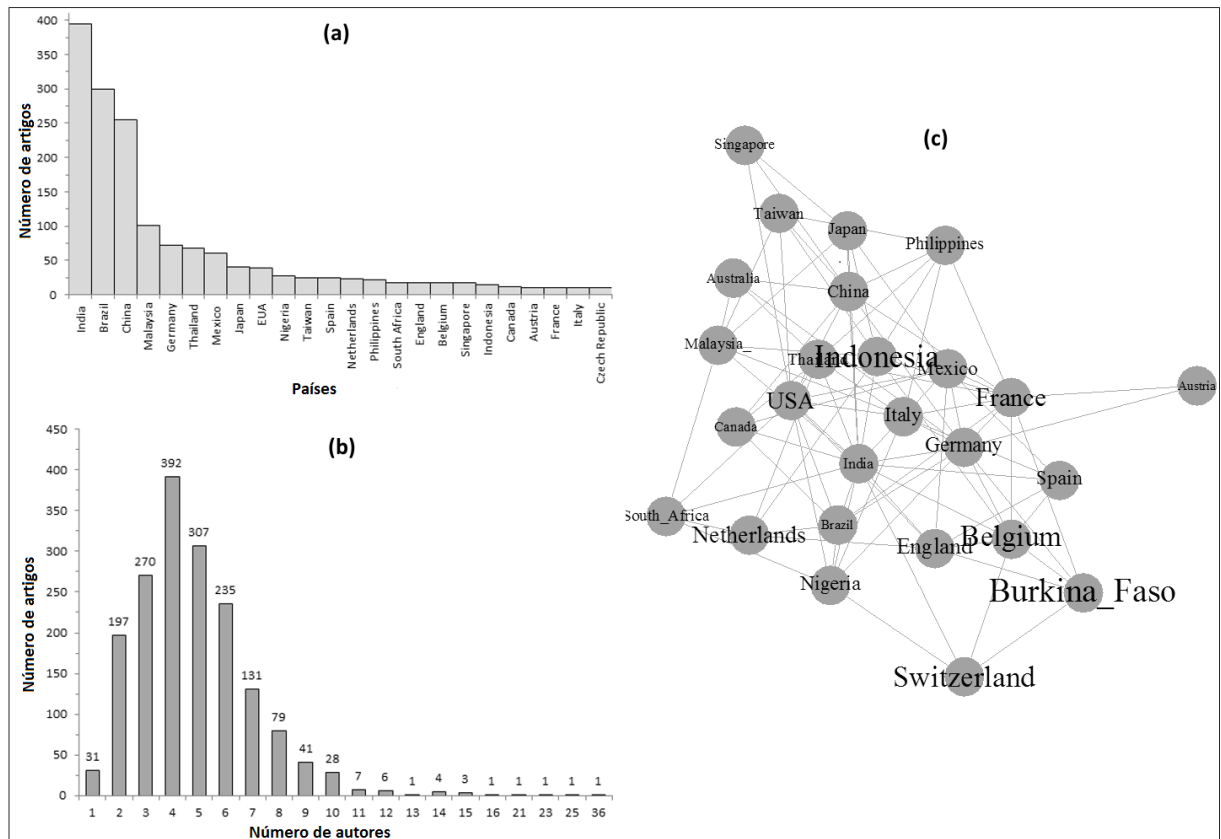 (a)
Número de artigos
400
350
300
250
200
150
100
50
0
India
Brazil
China
Malaysia
Germany
Thailand
Mexico
Japan
EUA
Nigeria
Taiwan
Spain
Netherlands
Philippines
South Africa
England
Belgium
Singapore
Indonesia
Canada
Austria
France
Italy
Czech Republic
Países
(b)
Número de artigos
450
400
350
300
250
200
150
100
50
0
31
197
270
392
307
235
131
79
41
28
7
6
1
4
3
1
1
1
1
1
1 2 3 4 5 6 7 8 9 10 11 12 13 14 15 16 21 23 25 36
Número de autores
(c)
Singapore
Taiwan
Japan
Philippines
Australia
China
Malaysia_
Thailand
Indonesia
Mexico
Austria
USA
France
Italy
Canada
Germany
India
Spain
South_Africa
Brazil
Netherlands
England
Belgium
Nigeria
Burkina_Faso
Switzerland